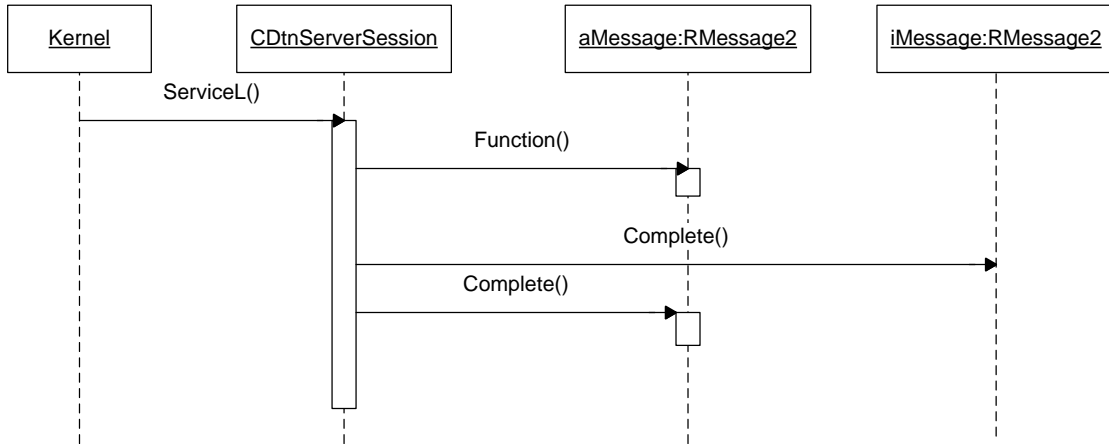 Kernel
CDtnServerSession
aMessage:RMessage2
iMessage:RMessage2
ServiceL()
Function()
Complete()
Complete()